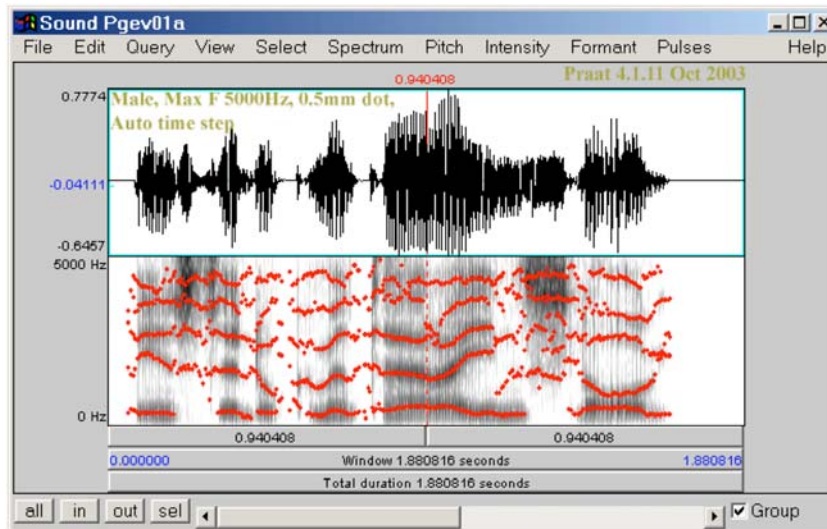 Sound Pgev01a
File Edit Query View Select Spectrum Pitch Intensity Formant Pulses Help
0.940408
Praat 4.1.11 Oct 2003
0.7774
Male, Max F 5000Hz, 0.5mm dot,
Auto time step
-0.04111
-0.6457
5000 Hz
0 Hz
0.940408 0.940408
0.000000 Window 1.880816 seconds 1.880816
Total duration 1.880816 seconds
all in out sel Group